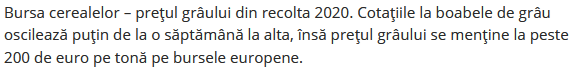 Bursa cerealelor – prețul grâului din recolta 2020. Cotațiile la boabele de grâu
oscilează puțin de la o săptămână la alta, însă prețul grâului se menține la peste
200 de euro pe tonă pe bursele europene.